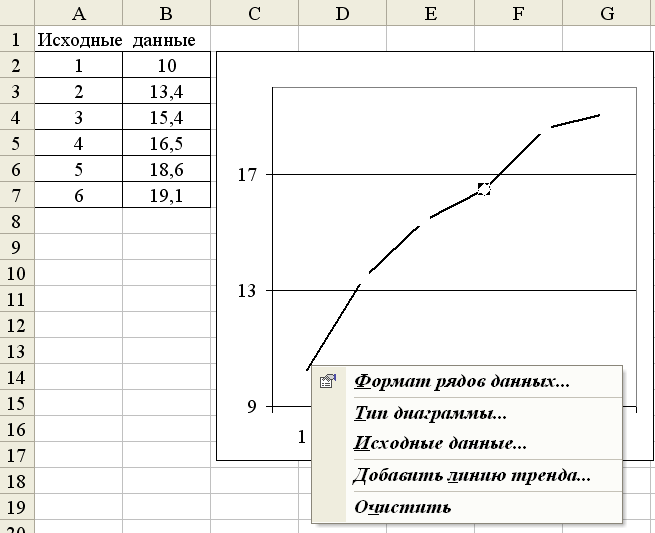 A B C D E F G
1 Исходные данные
2 1 10
3 2 13,4
4 3 15,4
5 4 16,5
6 5 18,6
7 6 19,1
8
9
10
11
12
13
14
15
16
17
18
19
20
17
13
9
1
Формат рядов данных...
Тип диаграммы...
Исходные данные...
Добавить линию тренда...
Очистить